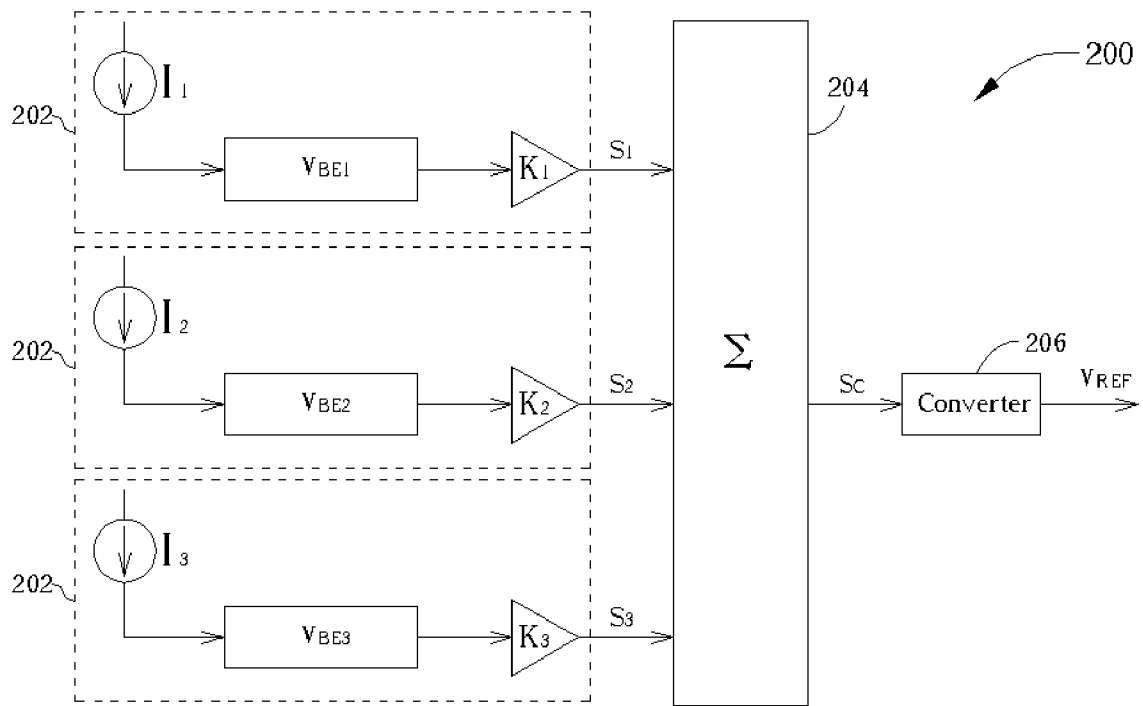 200
204
202
I1
VBE1
K1
S1
202
I2
VBE2
K2
S2
Σ
SC
206
Converter
VREF
202
I3
VBE3
K3
S3